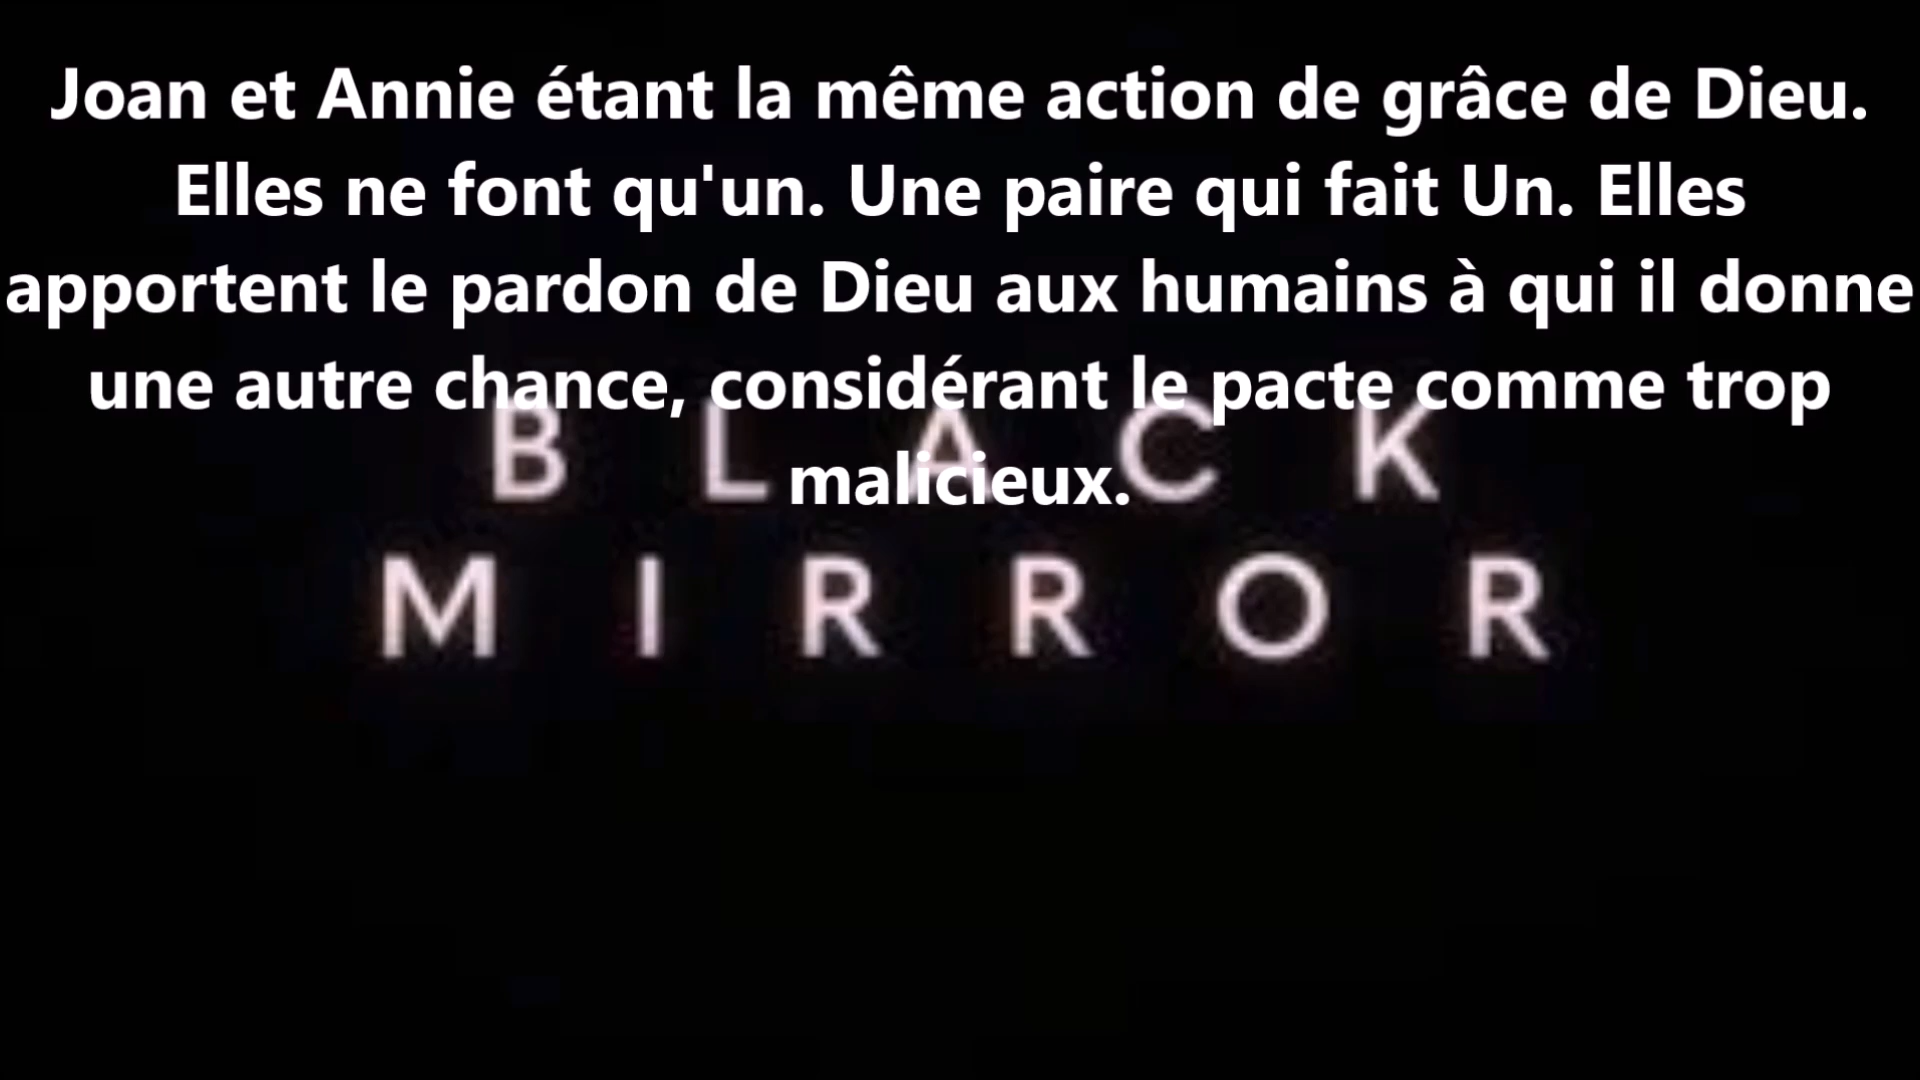 Joan et Annie étant la même action de grâce de Dieu.
Elles ne font qu'un. Une paire qui fait Un. Elles
apportent le pardon de Dieu aux humains à qui il donne
une autre chance, considérant le pacte comme trop
malicieux.
BLACK
MIRROR